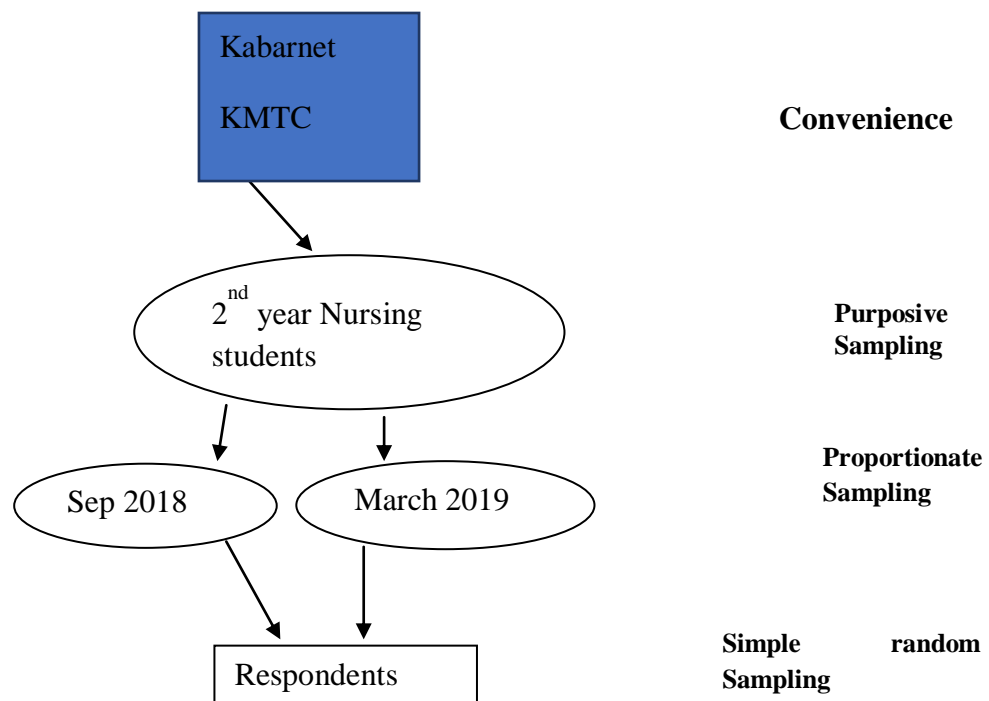 Kabarnet
KMTC
Convenience
2nd year Nursing
students
Purposive
Sampling
Sep 2018
March 2019
Proportionate
Sampling
Respondents
Simple random
Sampling